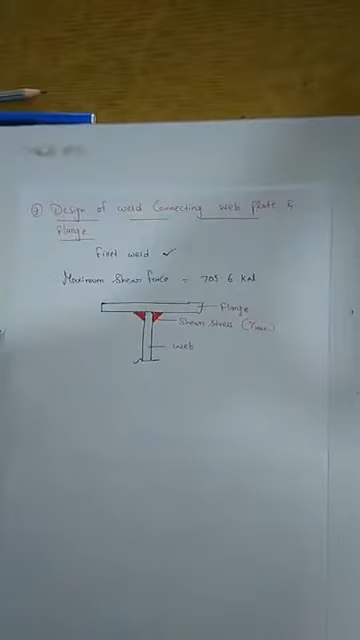 ⑦ Design of weld Connecting web plate &
flange
fillet weld ✓
Maximum Shear force = 705.6 kN
Flange
Shear stress (τmax)
web